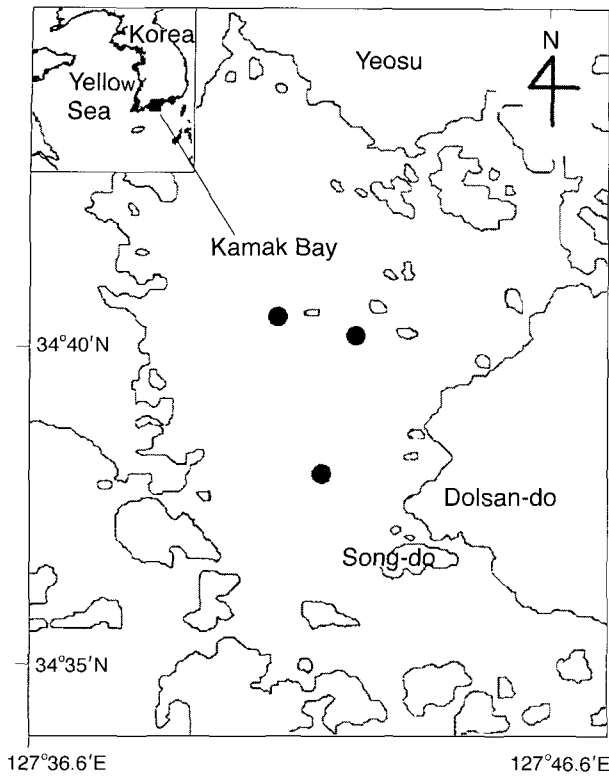 Korea
Yellow
Sea
Yeosu
N
Kamak Bay
34°40′N
Dolsan-do
Song-do
34°35′N
127°36.6′E
127°46.6′E